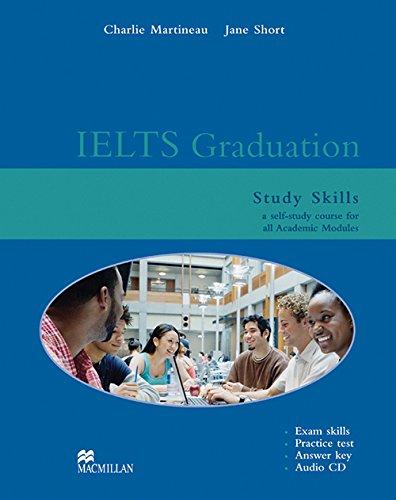 Charlie Martineau Jane Short
IELTS Graduation
Study Skills
a self-study course for
all Academic Modules
Exam skills
Practice test
Answer key
Audio CD
MACMILLAN